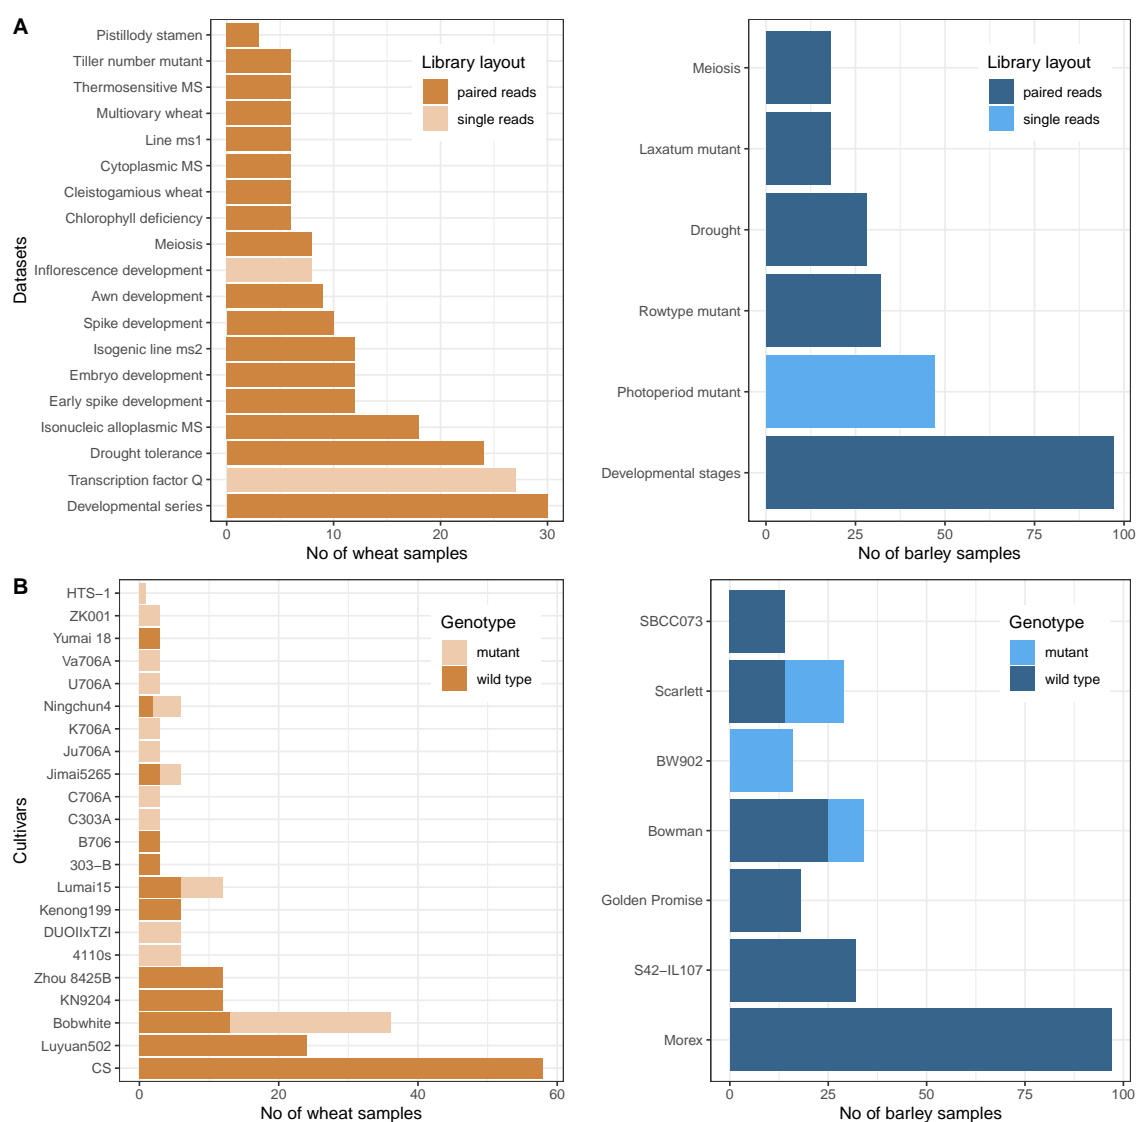 A
Pistillody stamen
Tiller number mutant
Thermosensitive MS
Multiovary wheat
Line ms1
Cytoplasmic MS
Cleistogamious wheat
Chlorophyll deficiency
Meiosis
Inflorescence development
Awn development
Spike development
Isogenic line ms2
Embryo development
Early spike development
Isonucleic alloplasmic MS
Drought tolerance
Transcription factor Q
Developmental series
Datasets
Library layout
paired reads
single reads
0 10 20 30
No of wheat samples
Meiosis
Laxatum mutant
Drought
Rowtype mutant
Photoperiod mutant
Developmental stages
Library layout
paired reads
single reads
0 25 50 75 100
No of barley samples
B
HTS−1
ZK001
Yumai 18
Va706A
U706A
Ningchun4
K706A
Ju706A
Jimai5265
C706A
C303A
B706
303−B
Lumai15
Kenong199
DUOIIxTZI
4110s
Zhou 8425B
KN9204
Bobwhite
Luyuan502
CS
Cultivars
Genotype
mutant
wild type
0 20 40 60
No of wheat samples
SBCC073
Scarlett
BW902
Bowman
Golden Promise
S42−IL107
Morex
Genotype
mutant
wild type
0 25 50 75 100
No of barley samples